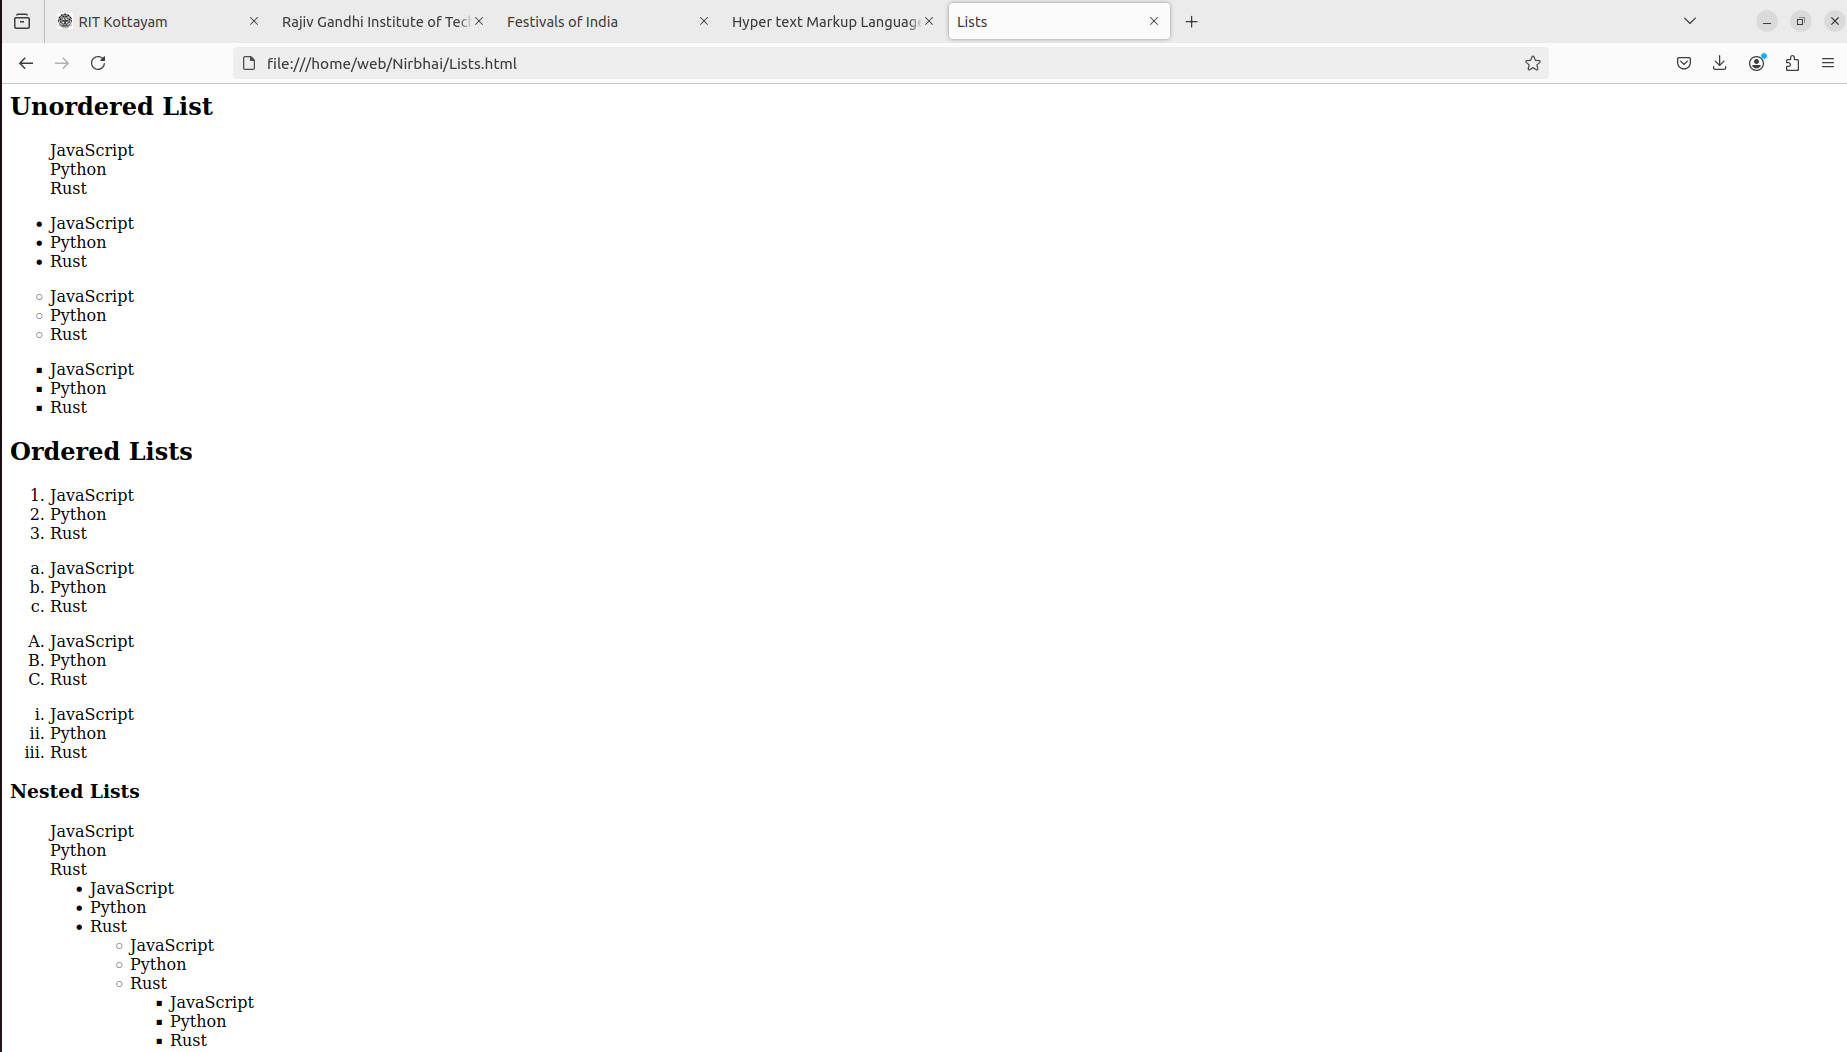 RIT Kottayam
Rajiv Gandhi Institute of Tec
Festivals of India
Hyper text Markup Language
Lists
file:///home/web/Nirbhai/Lists.html
Unordered List
JavaScript
Python
Rust
• JavaScript
• Python
• Rust
◦ JavaScript
◦ Python
◦ Rust
▪ JavaScript
▪ Python
▪ Rust
Ordered Lists
1. JavaScript
2. Python
3. Rust
a. JavaScript
b. Python
c. Rust
A. JavaScript
B. Python
C. Rust
i. JavaScript
ii. Python
iii. Rust
Nested Lists
JavaScript
Python
Rust
• JavaScript
• Python
• Rust
◦ JavaScript
◦ Python
◦ Rust
▪ JavaScript
▪ Python
▪ Rust